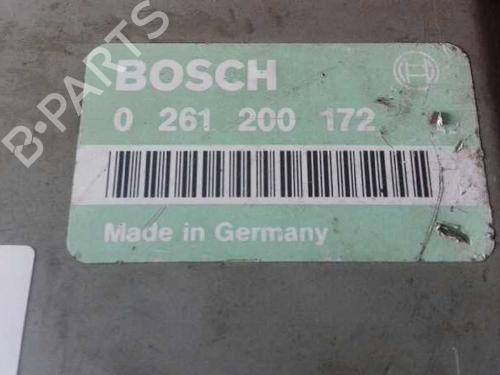 B-PARTS
BOSCH
0 261 200 172
Made in Germany